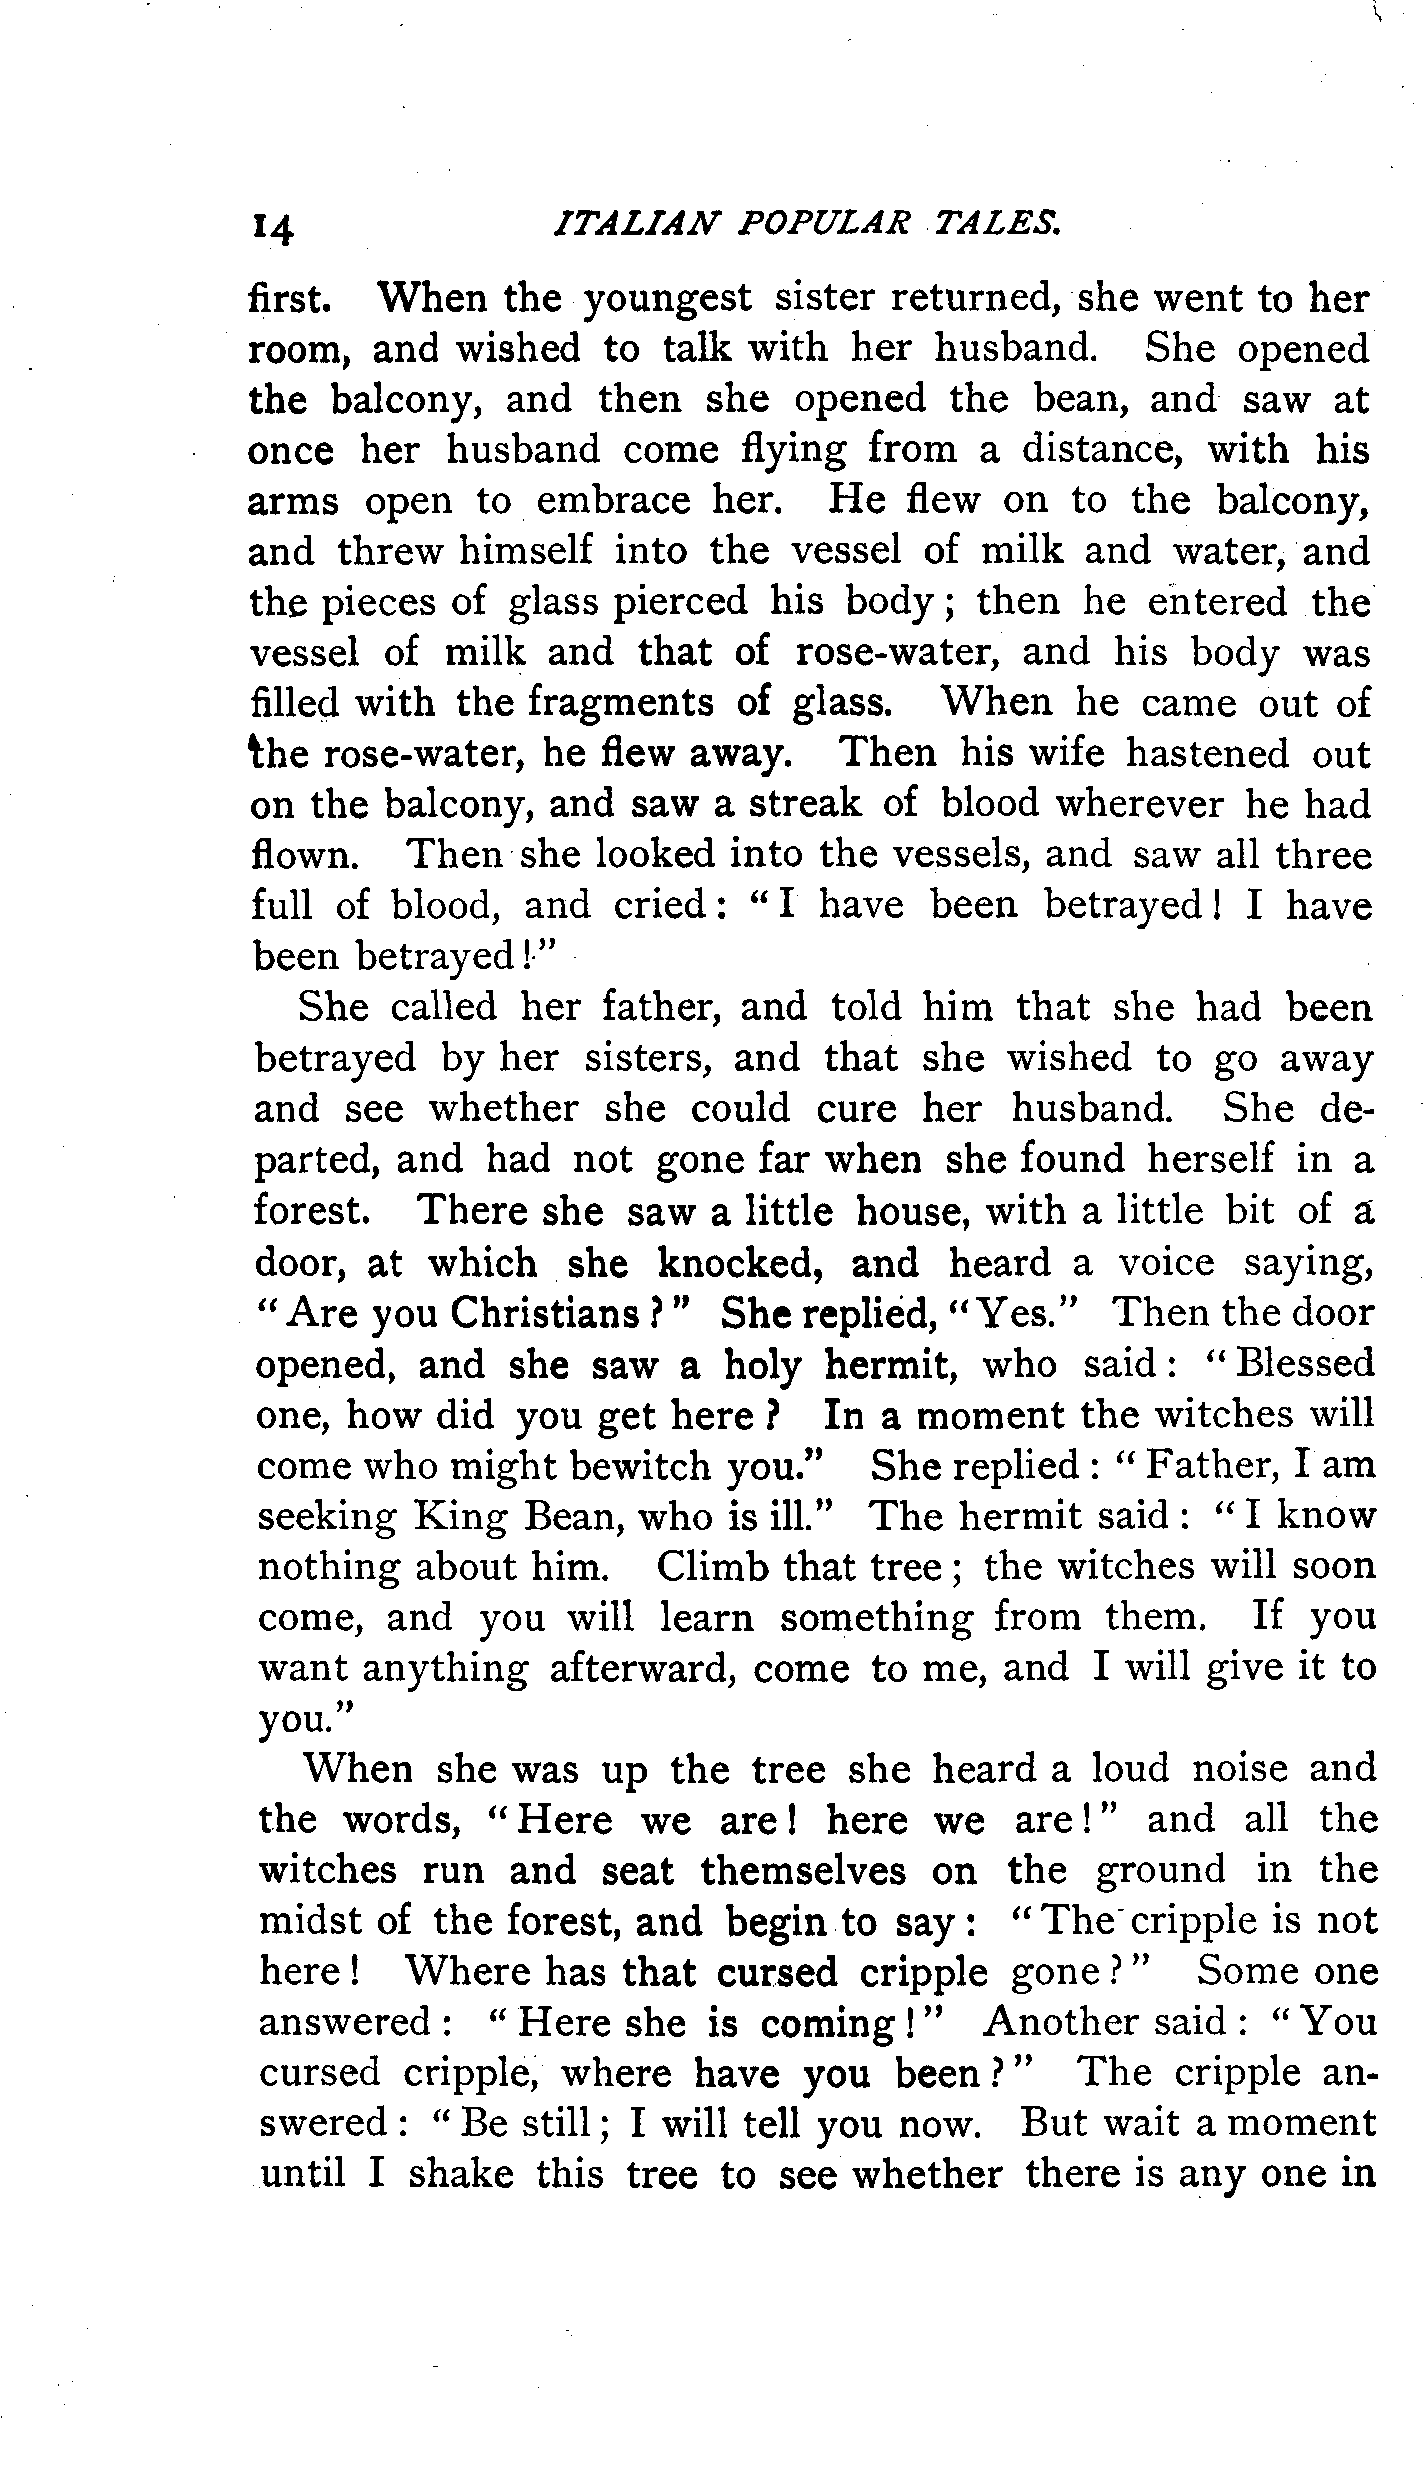 14 ITALIAN POPULAR TALES.
first. When the youngest sister returned, she went to her
room, and wished to talk with her husband. She opened
the balcony, and then she opened the bean, and saw at
once her husband come flying from a distance, with his
arms open to embrace her. He flew on to the balcony,
and threw himself into the vessel of milk and water, and
the pieces of glass pierced his body; then he entered the
vessel of milk and that of rose-water, and his body was
filled with the fragments of glass. When he came out of
the rose-water, he flew away. Then his wife hastened out
on the balcony, and saw a streak of blood wherever he had
flown. Then she looked into the vessels, and saw all three
full of blood, and cried: "I have been betrayed! I have
been betrayed!"
She called her father, and told him that she had been
betrayed by her sisters, and that she wished to go away
and see whether she could cure her husband. She de-
parted, and had not gone far when she found herself in a
forest. There she saw a little house, with a little bit of a
door, at which she knocked, and heard a voice saying,
"Are you Christians?" She replied, "Yes." Then the door
opened, and she saw a holy hermit, who said: "Blessed
one, how did you get here? In a moment the witches will
come who might bewitch you." She replied: "Father, I am
seeking King Bean, who is ill." The hermit said: "I know
nothing about him. Climb that tree; the witches will soon
come, and you will learn something from them. If you
want anything afterward, come to me, and I will give it to
you."
When she was up the tree she heard a loud noise and
the words, "Here we are! here we are!" and all the
witches run and seat themselves on the ground in the
midst of the forest, and begin to say: "The cripple is not
here! Where has that cursed cripple gone?" Some one
answered: "Here she is coming!" Another said: "You
cursed cripple, where have you been?" The cripple an-
swered: "Be still; I will tell you now. But wait a moment
until I shake this tree to see whether there is any one in